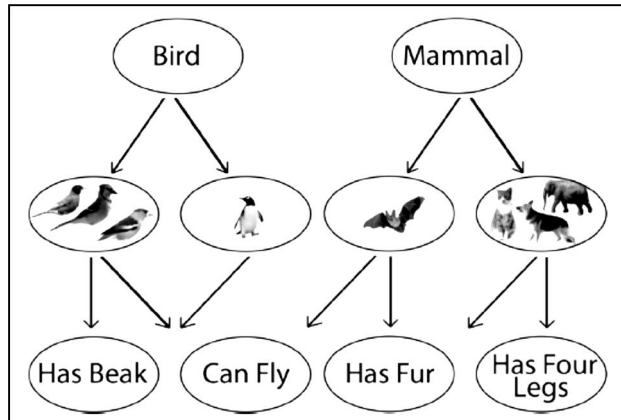 Bird
Mammal
Has Beak
Can Fly
Has Fur
Has Four
Legs